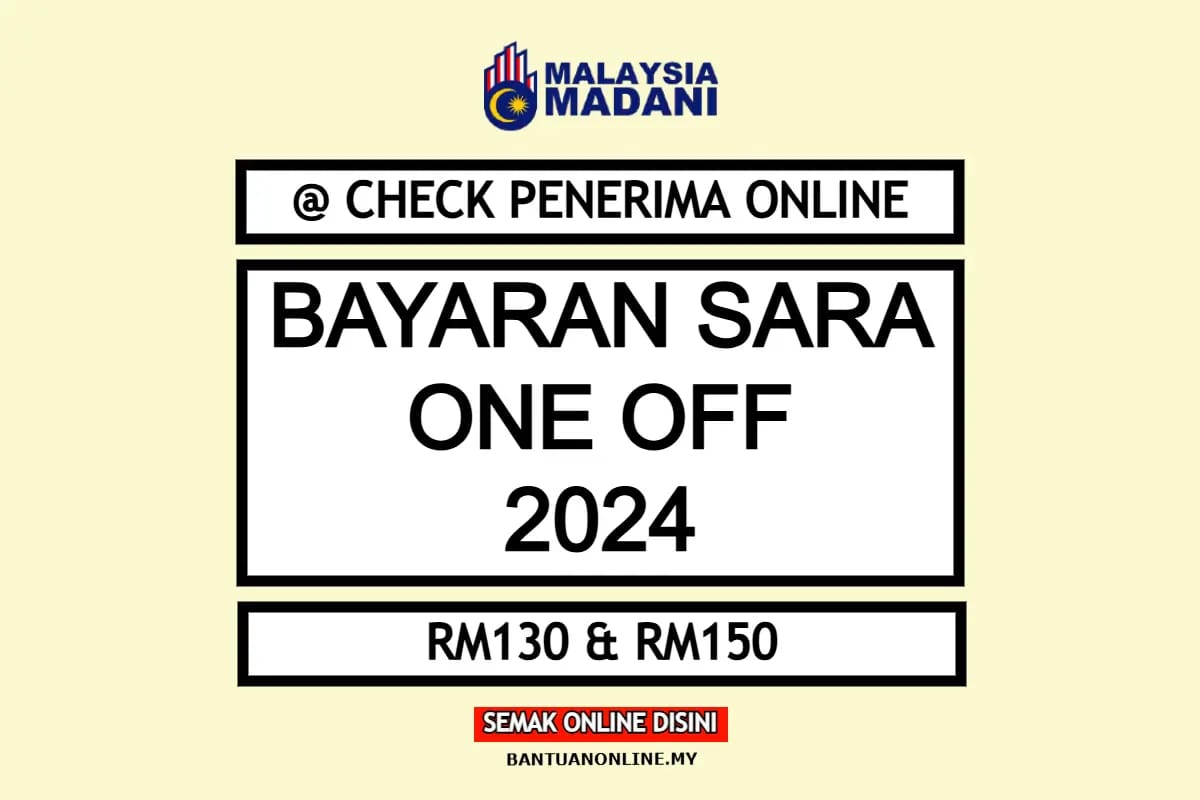 MALAYSIA
MADANI
@ CHECK PENERIMA ONLINE
BAYARAN SARA
ONE OFF
2024
RM130 & RM150
SEMAK ONLINE DISINI
BANTUANONLINE.MY